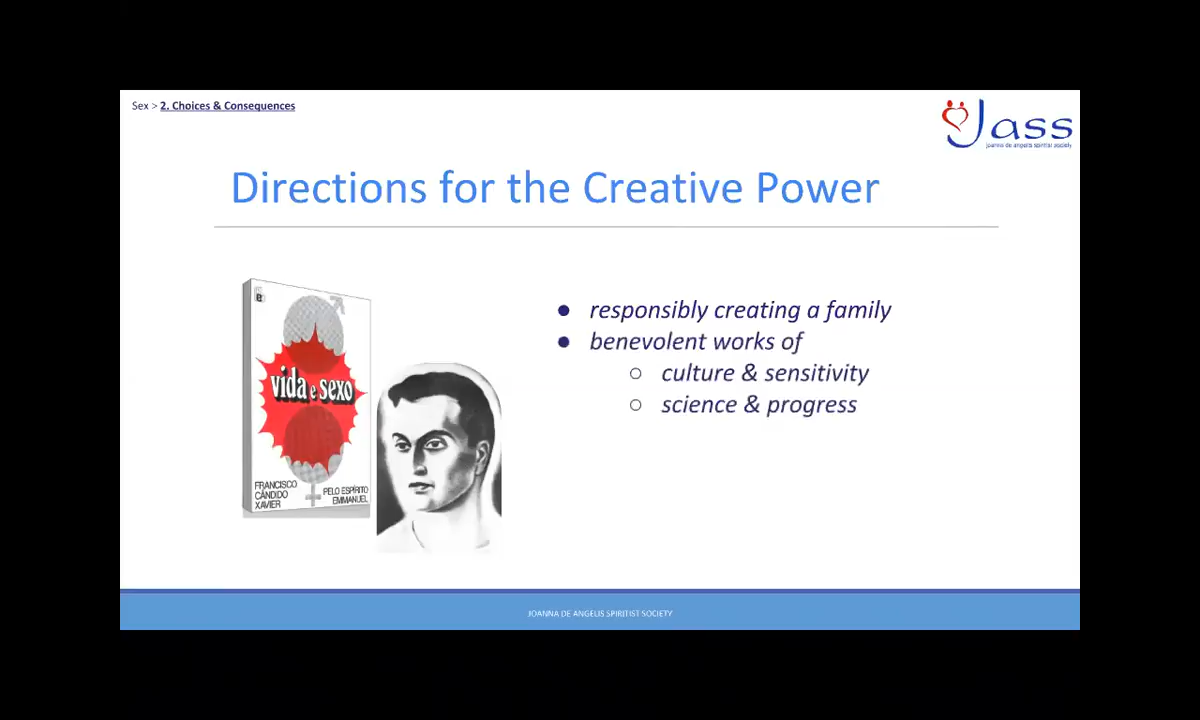 Sex > 2. Choices & Consequences
Jass
joanna de angelis spiritist society
Directions for the Creative Power
vida e sexo
FRANCISCO
CÂNDIDO
XAVIER
PELO ESPÍRITO
EMMANUEL
● responsibly creating a family
● benevolent works of
○ culture & sensitivity
○ science & progress
JOANNA DE ANGELIS SPIRITIST SOCIETY